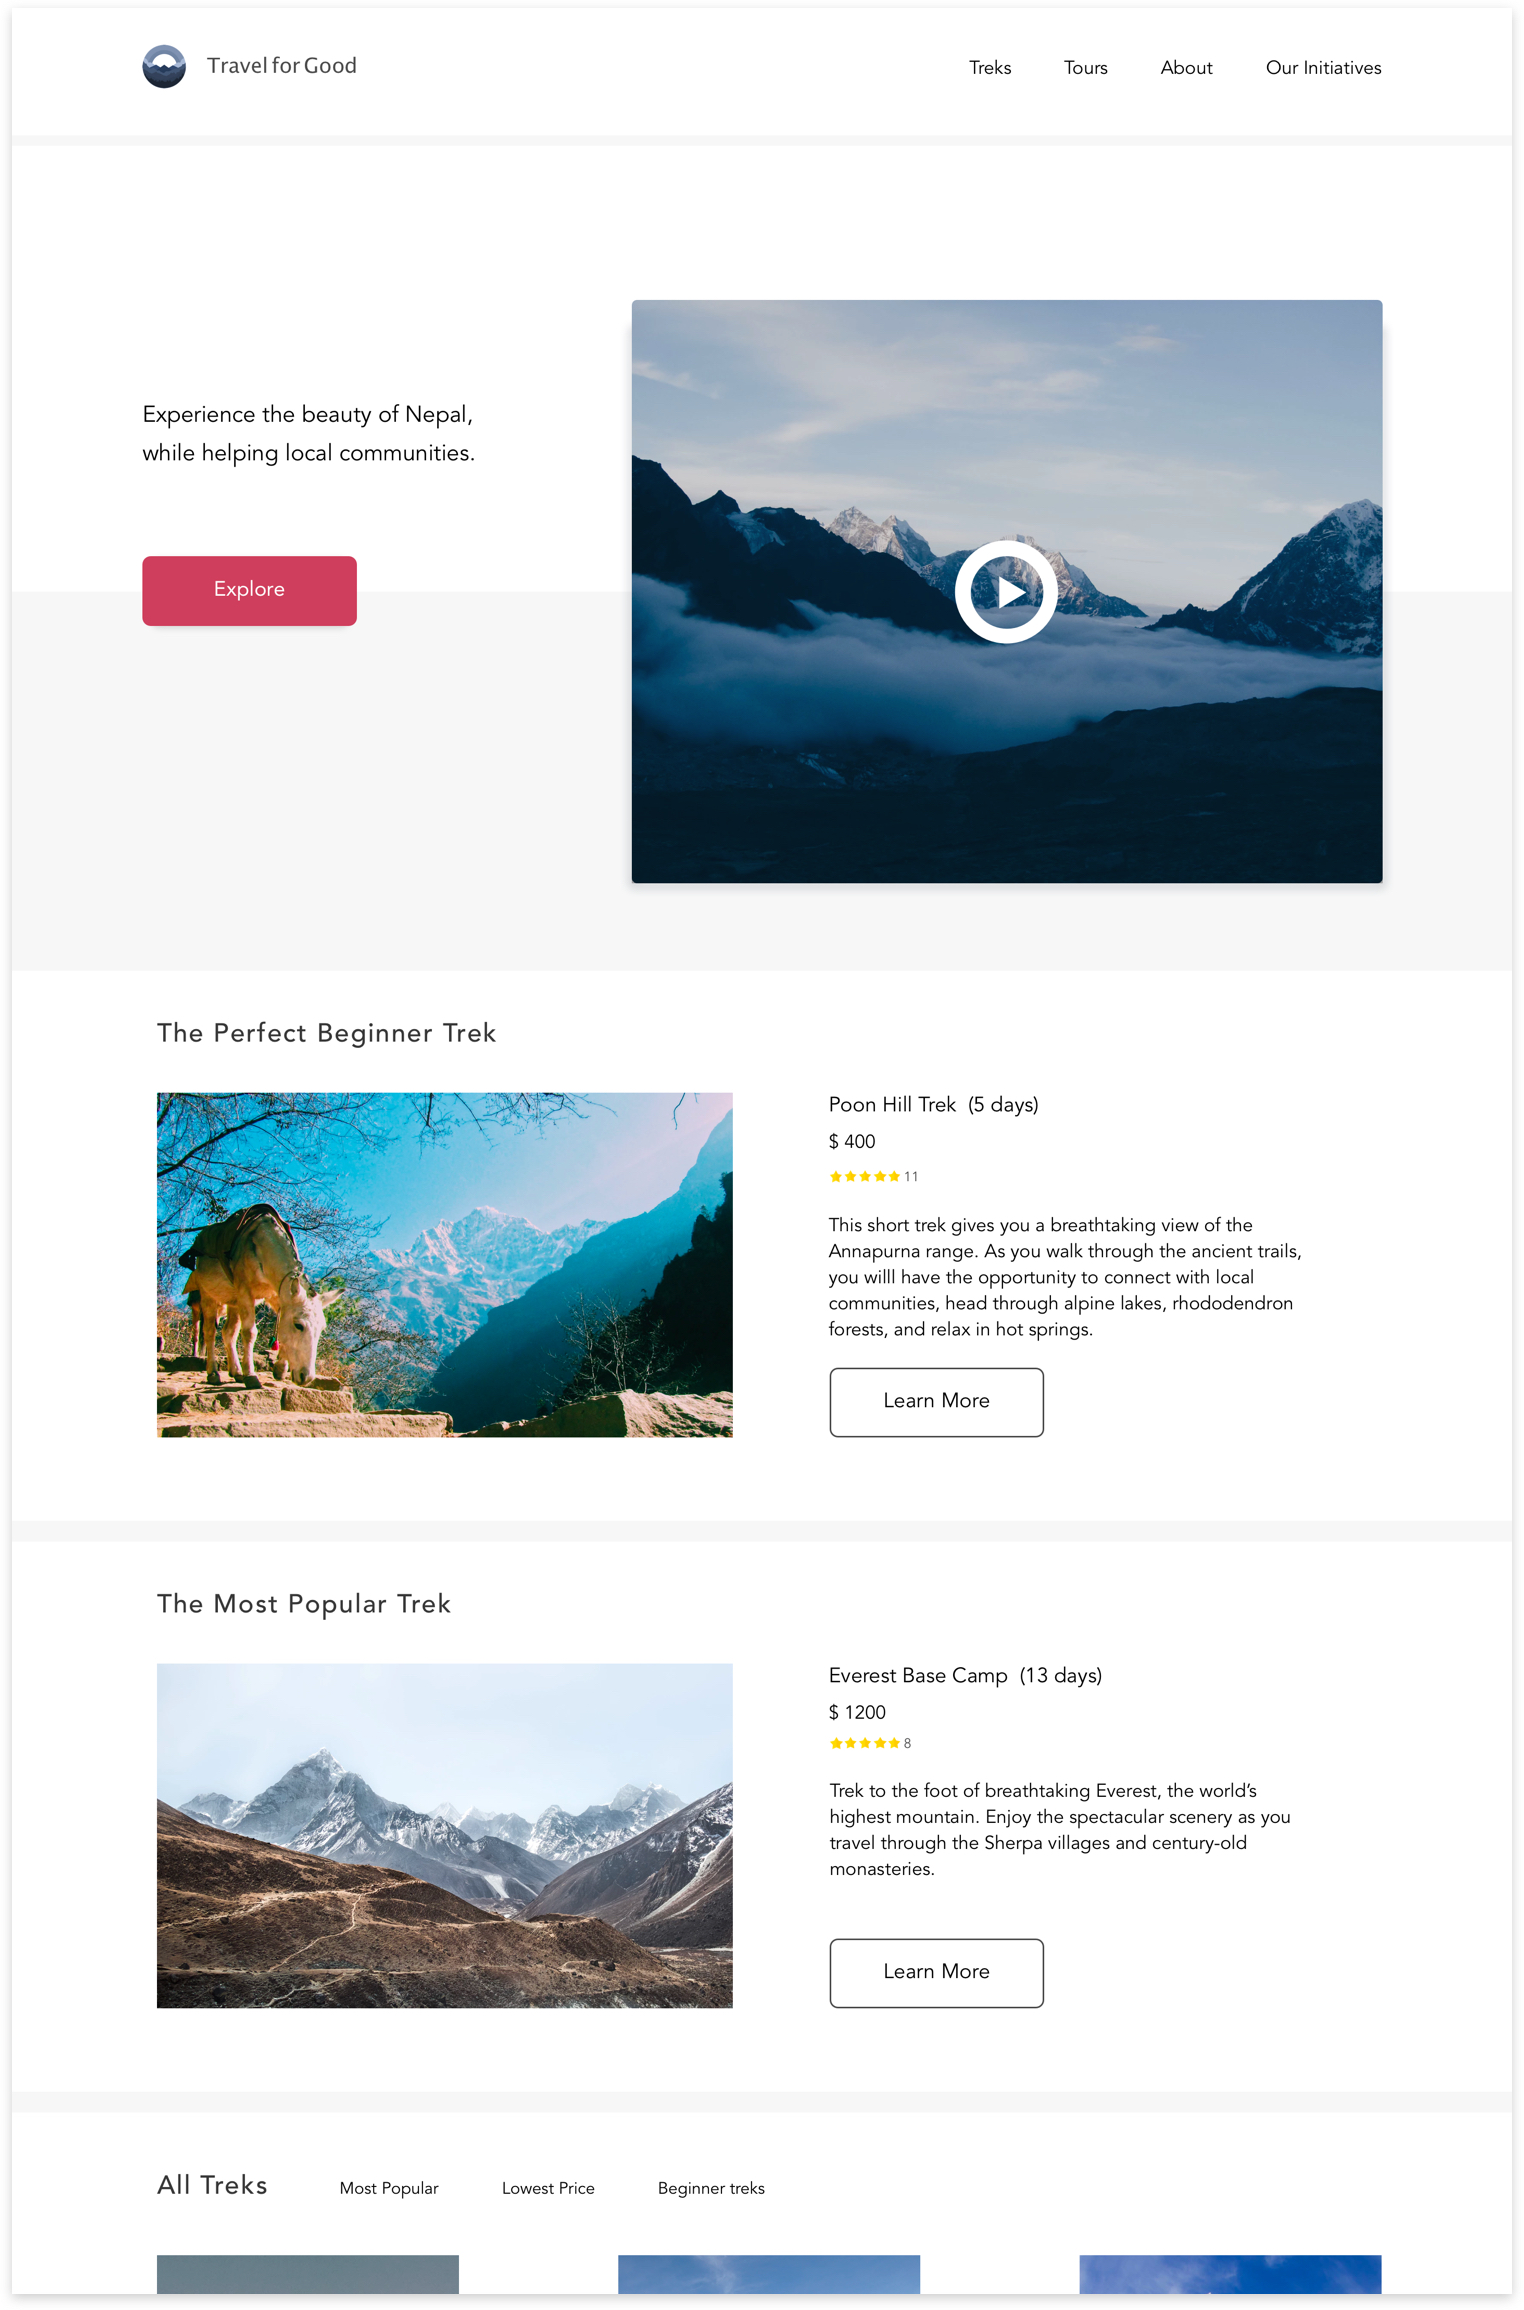 Travel for Good
Treks Tours About Our Initiatives
Experience the beauty of Nepal,
while helping local communities.
Explore
The Perfect Beginner Trek
Poon Hill Trek (5 days)
$ 400
11
This short trek gives you a breathtaking view of the
Annapurna range. As you walk through the ancient trails,
you willl have the opportunity to connect with local
communities, head through alpine lakes, rhododendron
forests, and relax in hot springs.
Learn More
The Most Popular Trek
Everest Base Camp (13 days)
$ 1200
8
Trek to the foot of breathtaking Everest, the world’s
highest mountain. Enjoy the spectacular scenery as you
travel through the Sherpa villages and century-old
monasteries.
Learn More
All Treks Most Popular Lowest Price Beginner treks